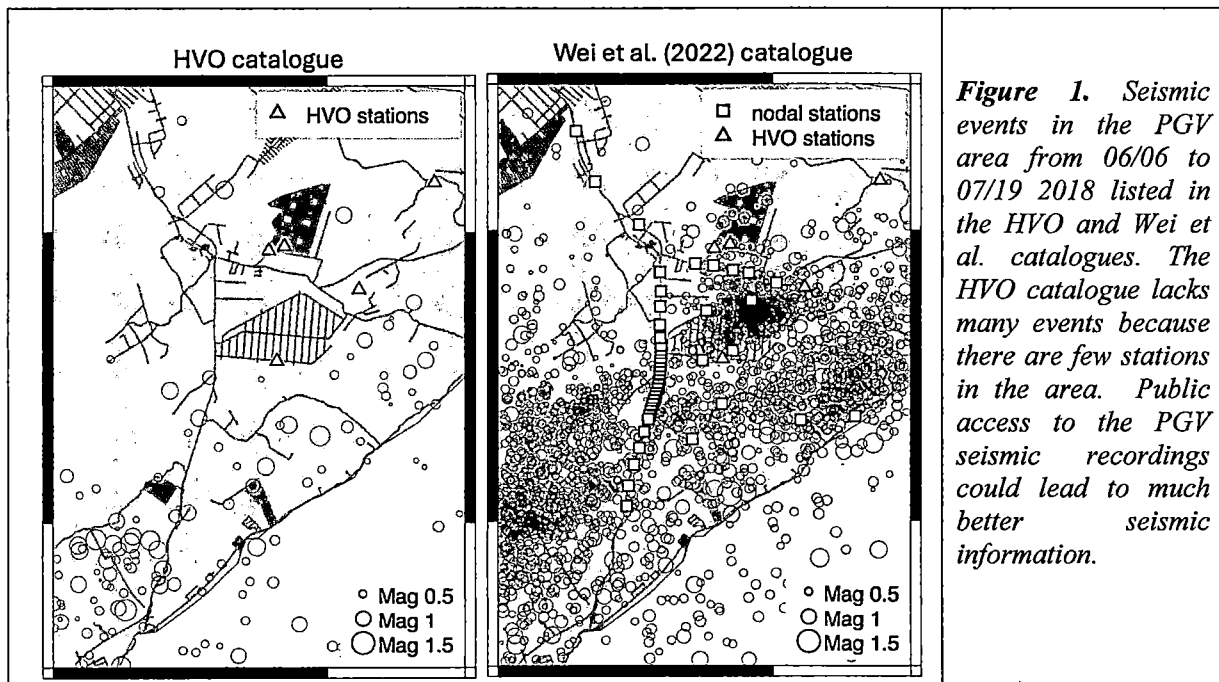 HVO catalogue
△ HVO stations
Mag 0.5
Mag 1
Mag 1.5
Wei et al. (2022) catalogue
□ nodal stations
△ HVO stations
Mag 0.5
Mag 1
Mag 1.5
Figure 1. Seismic
events in the PGV
area from 06/06 to
07/19 2018 listed in
the HVO and Wei et
al. catalogues. The
HVO catalogue lacks
many events because
there are few stations
in the area. Public
access to the PGV
seismic recordings
could lead to much
better seismic
information.